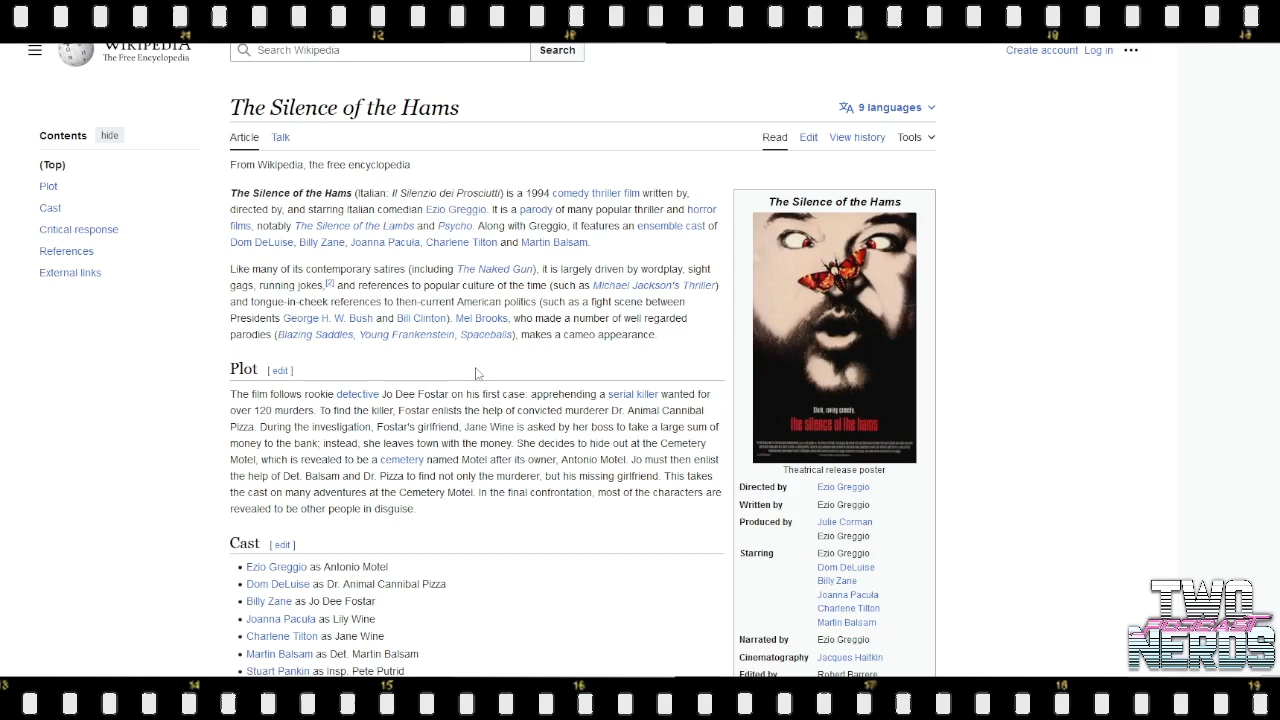 WIKIPEDIA
The Free Encyclopedia
Search Wikipedia
Search
Create account Log in
The Silence of the Hams
9 languages
Contents hide
Article Talk
Read Edit View history Tools
(Top)
Plot
Cast
Critical response
References
External links
From Wikipedia, the free encyclopedia
The Silence of the Hams (Italian: Il Silenzio dei Prosciutti) is a 1994 comedy thriller film written by,
directed by, and starring Italian comedian Ezio Greggio. It is a parody of many popular thriller and horror
films, notably The Silence of the Lambs and Psycho. Along with Greggio, it features an ensemble cast of
Dom DeLuise, Billy Zane, Joanna Pacuła, Charlene Tilton and Martin Balsam.
Like many of its contemporary satires (including The Naked Gun), it is largely driven by wordplay, sight
gags, running jokes,[2] and references to popular culture of the time (such as Michael Jackson's Thriller)
and tongue-in-cheek references to then-current American politics (such as a fight scene between
Presidents George H. W. Bush and Bill Clinton). Mel Brooks, who made a number of well regarded
parodies (Blazing Saddles, Young Frankenstein, Spaceballs), makes a cameo appearance.
Plot [ edit ]
The film follows rookie detective Jo Dee Fostar on his first case: apprehending a serial killer wanted for
over 120 murders. To find the killer, Fostar enlists the help of convicted murderer Dr. Animal Cannibal
Pizza. During the investigation, Fostar's girlfriend, Jane Wine, is asked by her boss to take a large sum of
money to the bank; instead, she leaves town with the money. She decides to hide out at the Cemetery
Motel, which is revealed to be a cemetery named Motel after its owner, Antonio Motel. Jo must then enlist
the help of Det. Balsam and Dr. Pizza to find not only the murderer, but his missing girlfriend. This takes
the cast on many adventures at the Cemetery Motel. In the final confrontation, most of the characters are
revealed to be other people in disguise.
Cast [ edit ]
Ezio Greggio as Antonio Motel
Dom DeLuise as Dr. Animal Cannibal Pizza
Billy Zane as Jo Dee Fostar
Joanna Pacuła as Lily Wine
Charlene Tilton as Jane Wine
Martin Balsam as Det. Martin Balsam
Stuart Pankin as Insp. Pete Putrid
The Silence of the Hams
the silence of the hams
Theatrical release poster
Directed by Ezio Greggio
Written by Ezio Greggio
Produced by Julie Corman
Ezio Greggio
Starring Ezio Greggio
Dom DeLuise
Billy Zane
Joanna Pacuła
Charlene Tilton
Martin Balsam
Narrated by Ezio Greggio
Cinematography Jacques Haitkin
Edited by Robert Barrere
TWO
NERDS
14 15 16 17 18 19